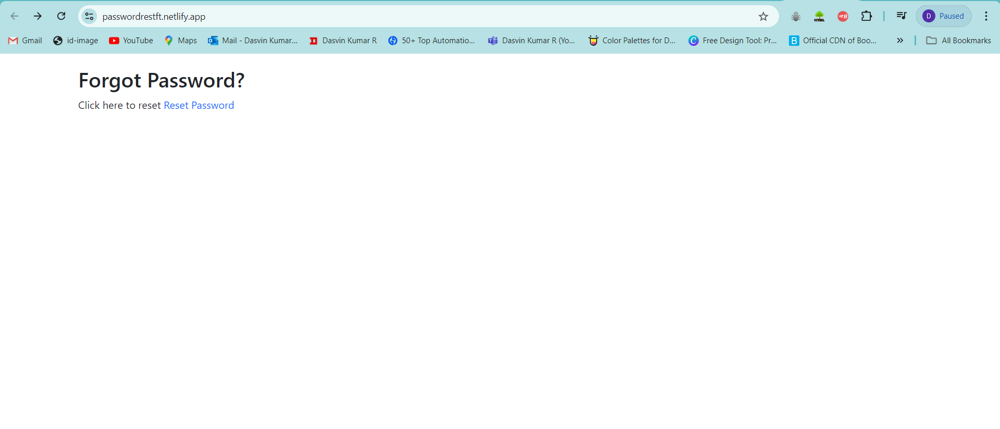 passwordrestft.netlify.app
D Paused
Gmail id-image YouTube Maps Mail - Dasvin Kumar... Dasvin Kumar R 50+ Top Automatio... Dasvin Kumar R (Yo... Color Palettes for D... Free Design Tool: Pr... B Official CDN of Boo... All Bookmarks
Forgot Password?
Click here to reset Reset Password